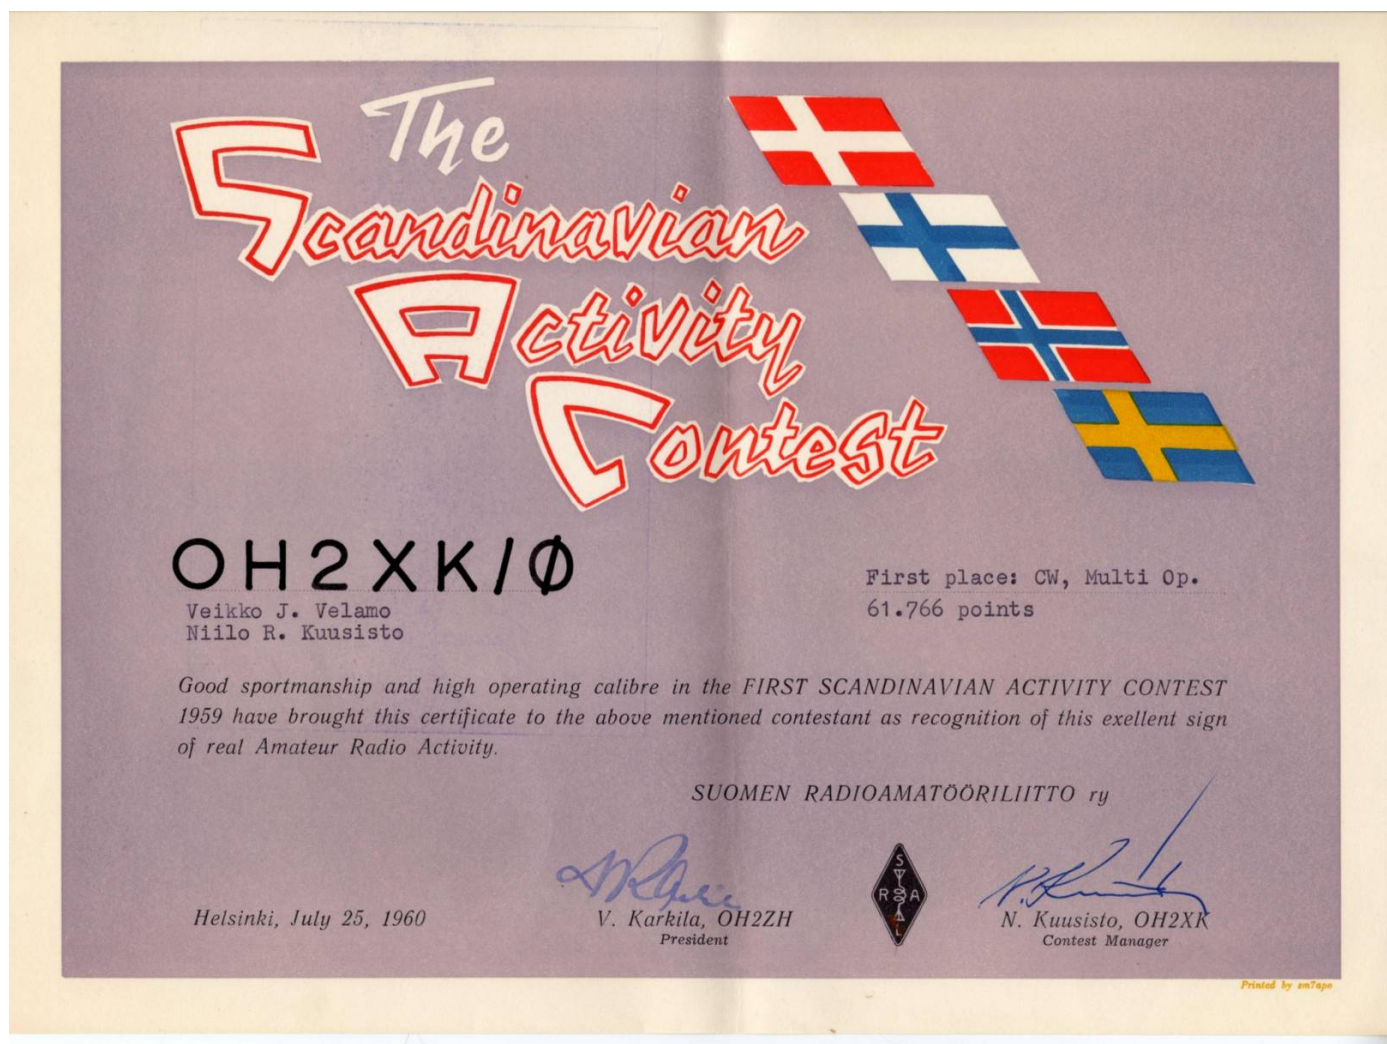 The
Scandinavian
Activity
Contest
OH2XK/Ø
Veikko J. Velamo
Niilo R. Kuusisto
First place: CW, Multi Op.
61.766 points
Good sportmanship and high operating calibre in the FIRST SCANDINAVIAN ACTIVITY CONTEST
1959 have brought this certificate to the above mentioned contestant as recognition of this exellent sign
of real Amateur Radio Activity.
SUOMEN RADIOAMATÖÖRILIITTO ry
S
R A
L
Helsinki, July 25, 1960
V. Karkila, OH2ZH
President
N. Kuusisto, OH2XK
Contest Manager
Printed by sm7apo